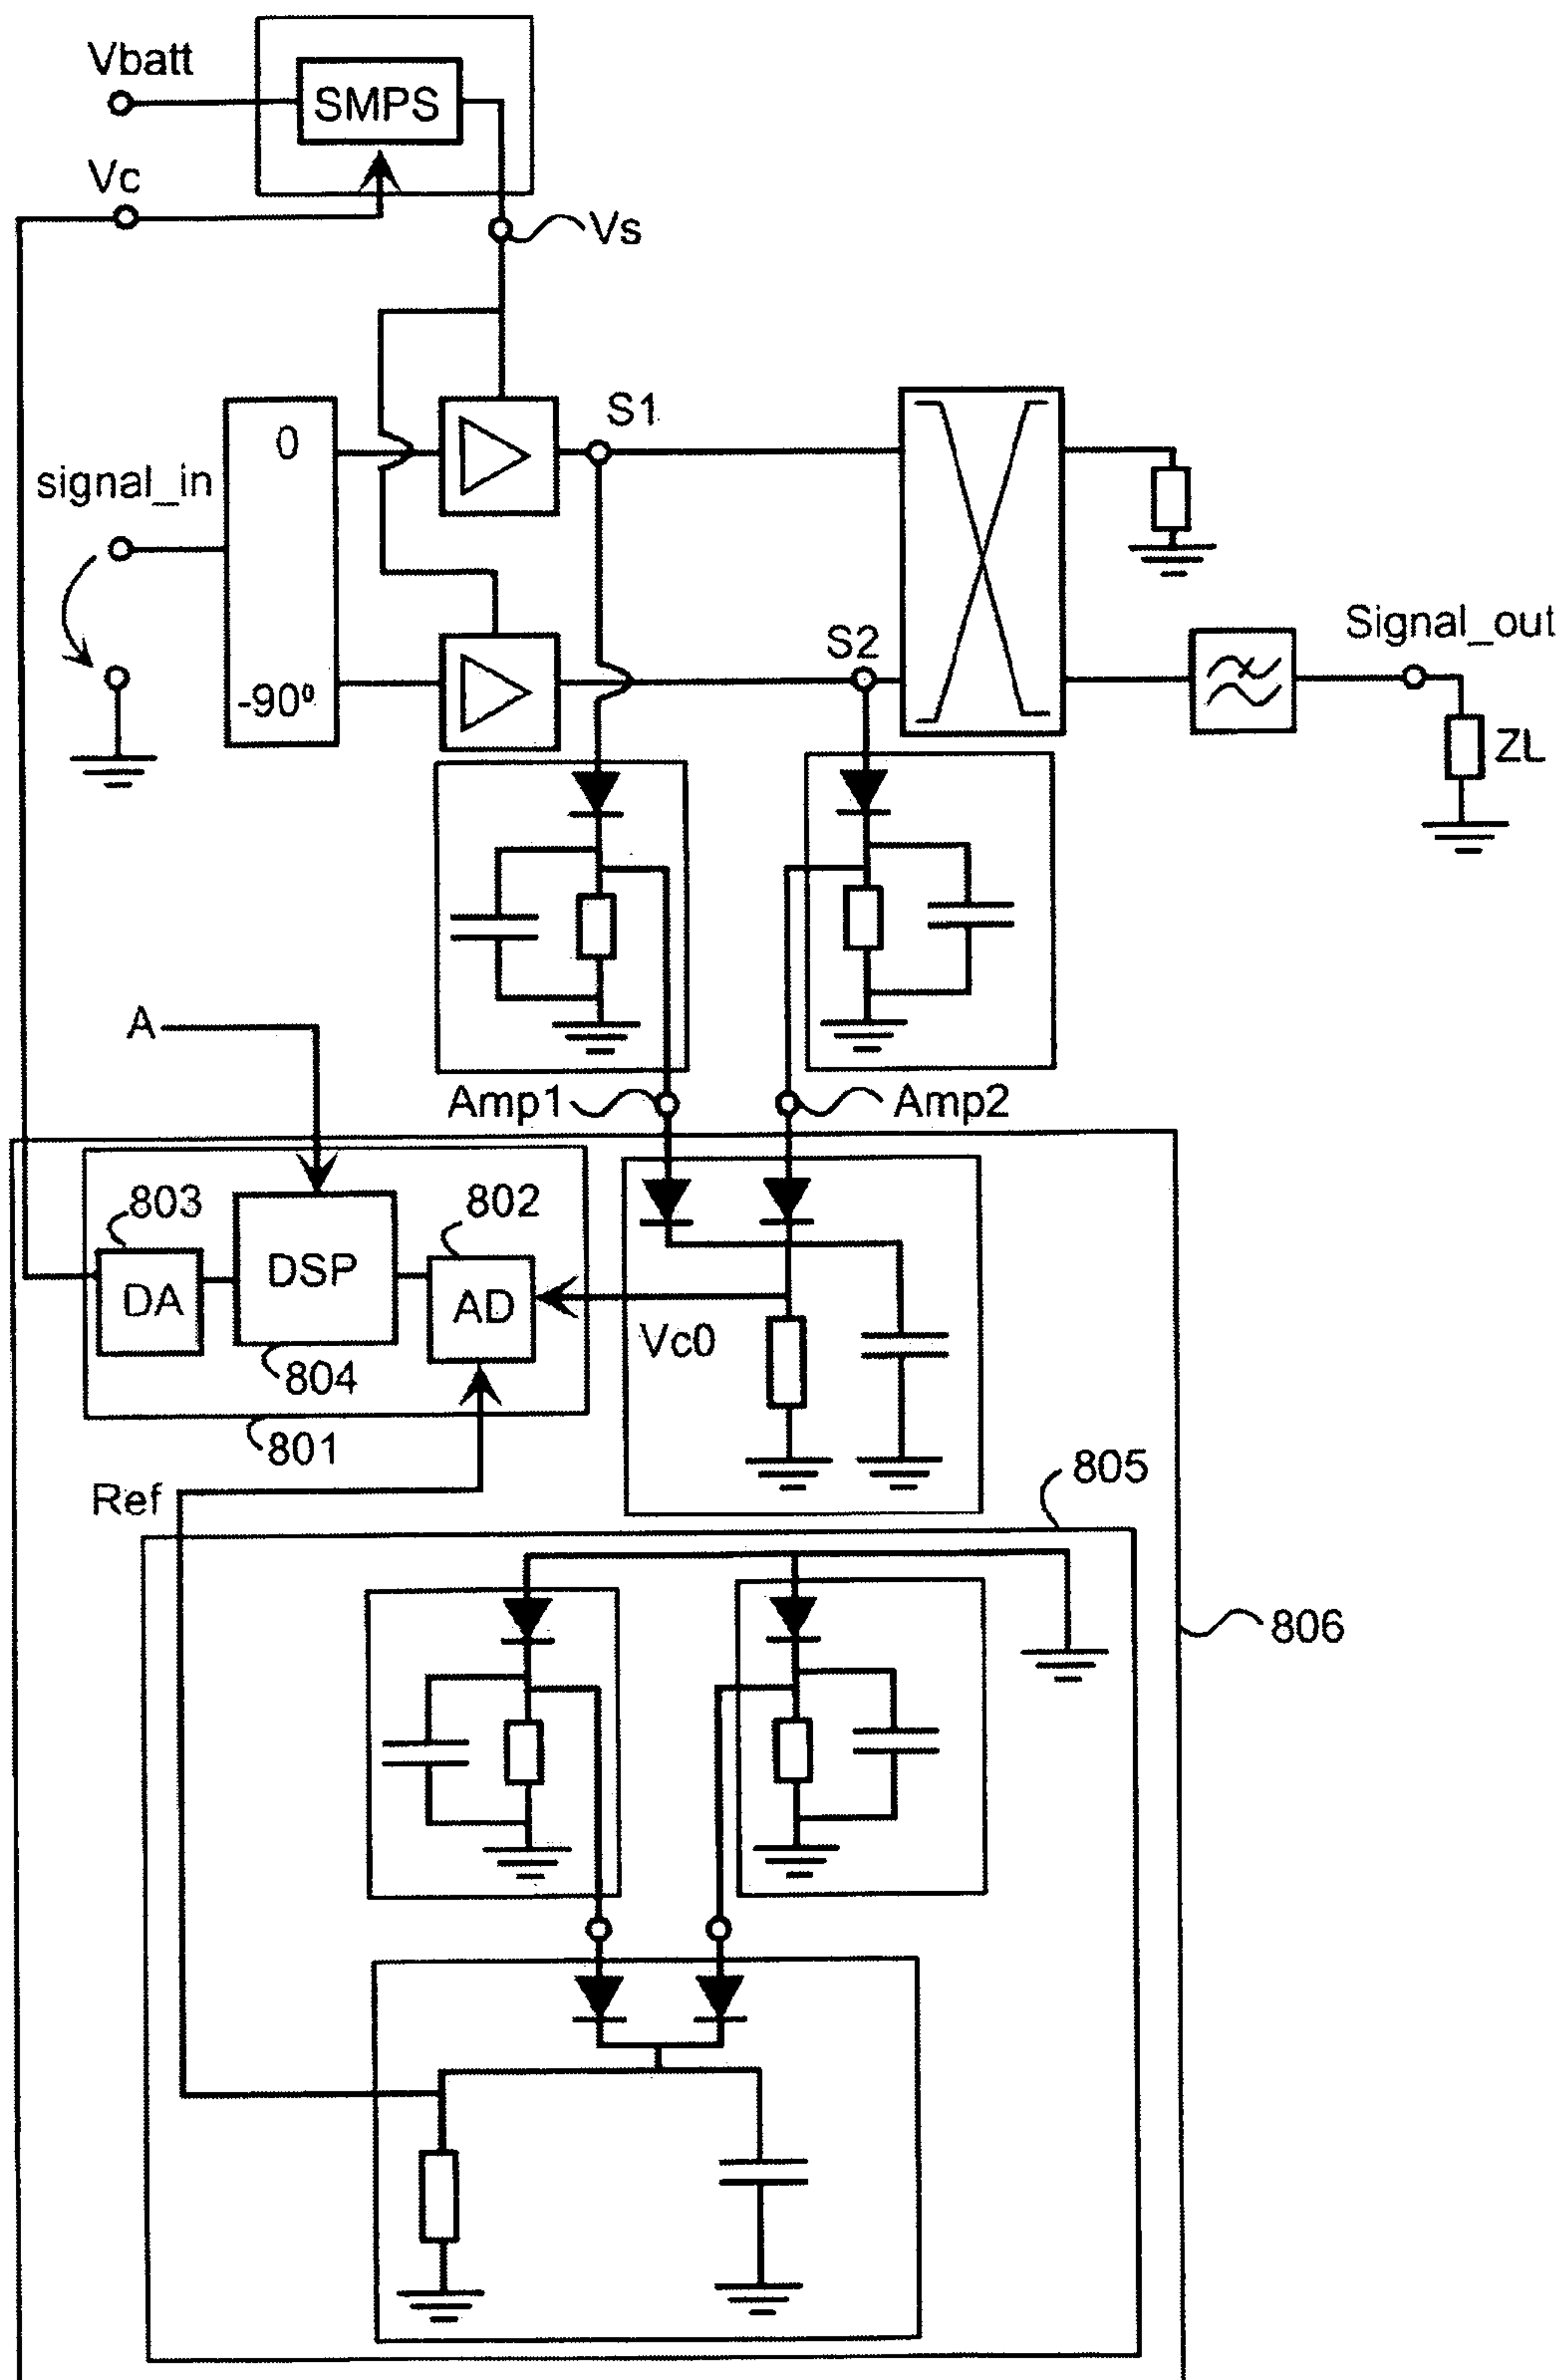 Vbatt
SMPS
Vc
Vs
0
S1
signal_in
S2
Signal_out
-90º
ZL
A
Amp1
Amp2
803
802
DSP
DA
AD
Vc0
804
801
Ref
805
806